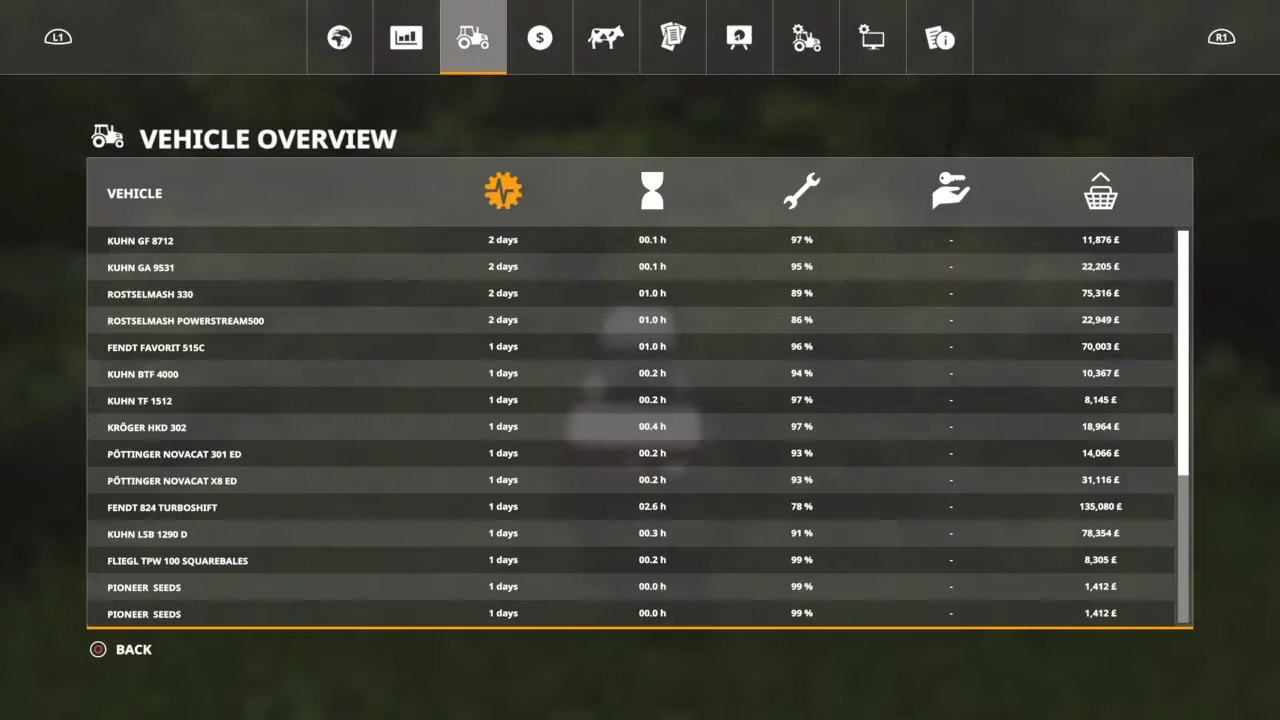 L1
$
R1
VEHICLE OVERVIEW
VEHICLE
KUHN GF 8712 2 days 00.1 h 97 % - 11,876 £
KUHN GA 9531 2 days 00.1 h 95 % - 22,205 £
ROSTSELMASH 330 2 days 01.0 h 89 % - 75,316 £
ROSTSELMASH POWERSTREAM500 2 days 01.0 h 86 % - 22,949 £
FENDT FAVORIT 515C 1 days 01.0 h 96 % - 70,003 £
KUHN BTF 4000 1 days 00.2 h 94 % - 10,367 £
KUHN TF 1512 1 days 00.2 h 97 % - 8,145 £
KRÖGER HKD 302 1 days 00.4 h 97 % - 18,964 £
PÖTTINGER NOVACAT 301 ED 1 days 00.2 h 93 % - 14,066 £
PÖTTINGER NOVACAT X8 ED 1 days 00.2 h 93 % - 31,116 £
FENDT 824 TURBOSHIFT 1 days 02.6 h 78 % - 135,080 £
KUHN LSB 1290 D 1 days 00.3 h 91 % - 78,354 £
FLIEGL TPW 100 SQUAREBALES 1 days 00.2 h 99 % - 8,305 £
PIONEER SEEDS 1 days 00.0 h 99 % - 1,412 £
PIONEER SEEDS 1 days 00.0 h 99 % - 1,412 £
BACK